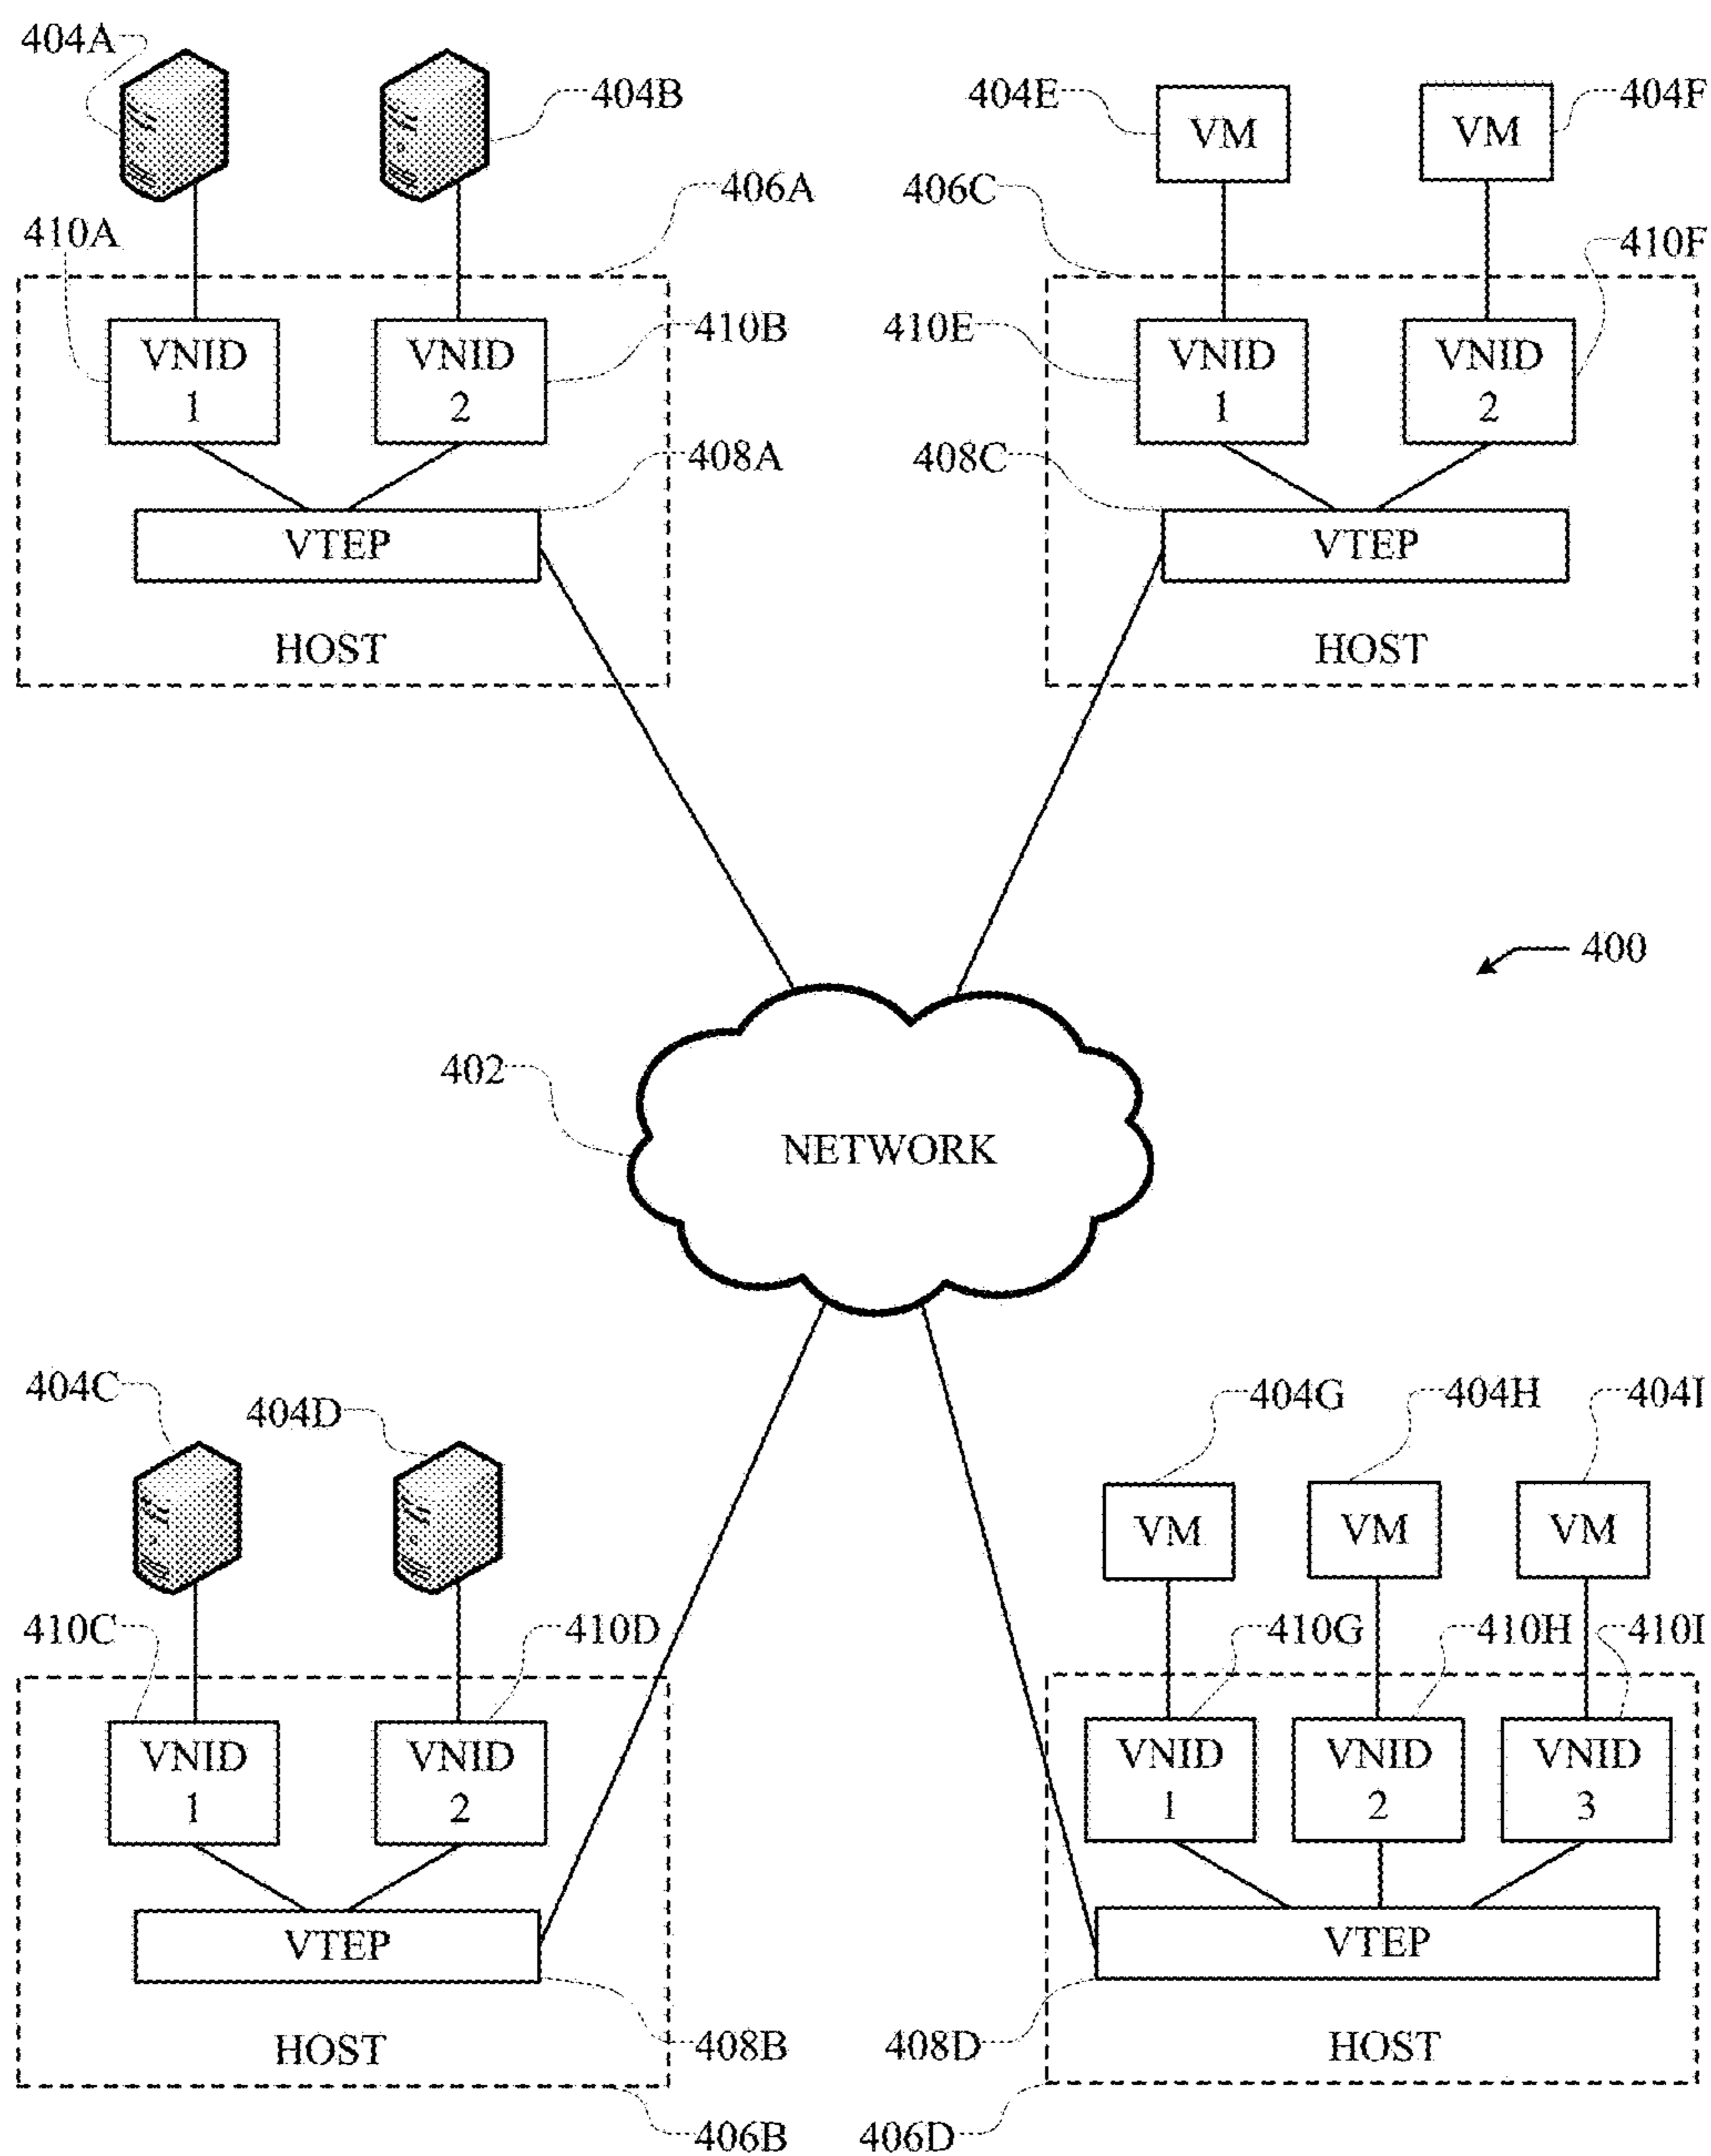 404A
404B
404E
VM
VM
404F
406A
406C
410A
410F
VNID
1
VNID
2
410B
410E
VNID
1
VNID
2
408A
408C
VTEP
VTEP
HOST
HOST
400
402
NETWORK
404C
404D
404G
404H
404I
VM
VM
VM
410C
410D
410G
410H
410I
VNID
1
VNID
2
VNID
1
VNID
2
VNID
3
VTEP
VTEP
HOST
408B
408D
HOST
406B
406D